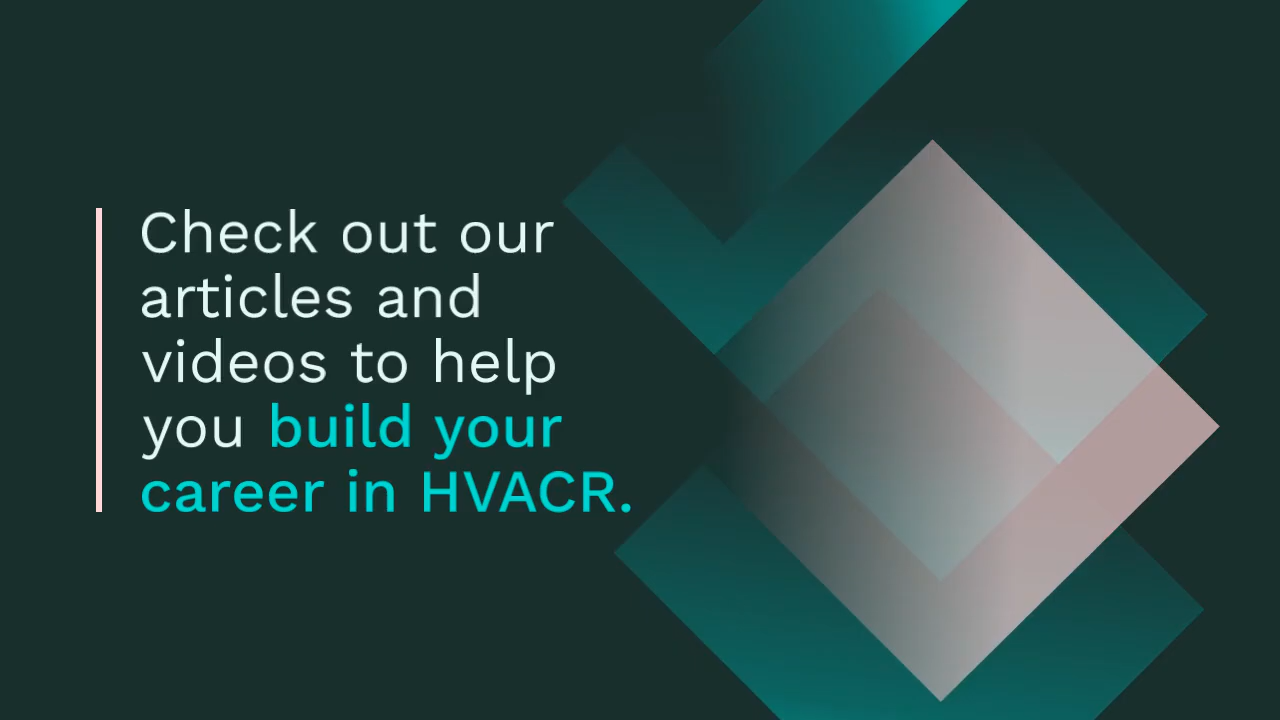 Check out our
articles and
videos to help
you build your
career in HVACR.